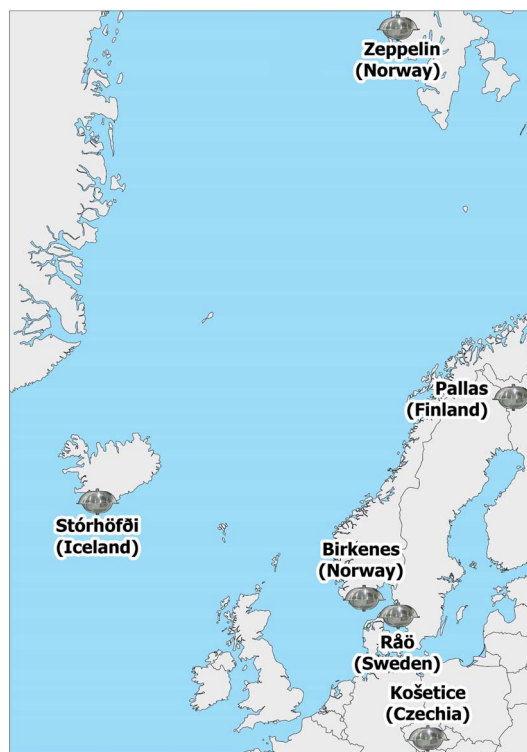 Zeppelin
(Norway)
Pallas
(Finland)
Stórhöfði
(Iceland)
Birkenes
(Norway)
Råö
(Sweden)
Košetice
(Czechia)